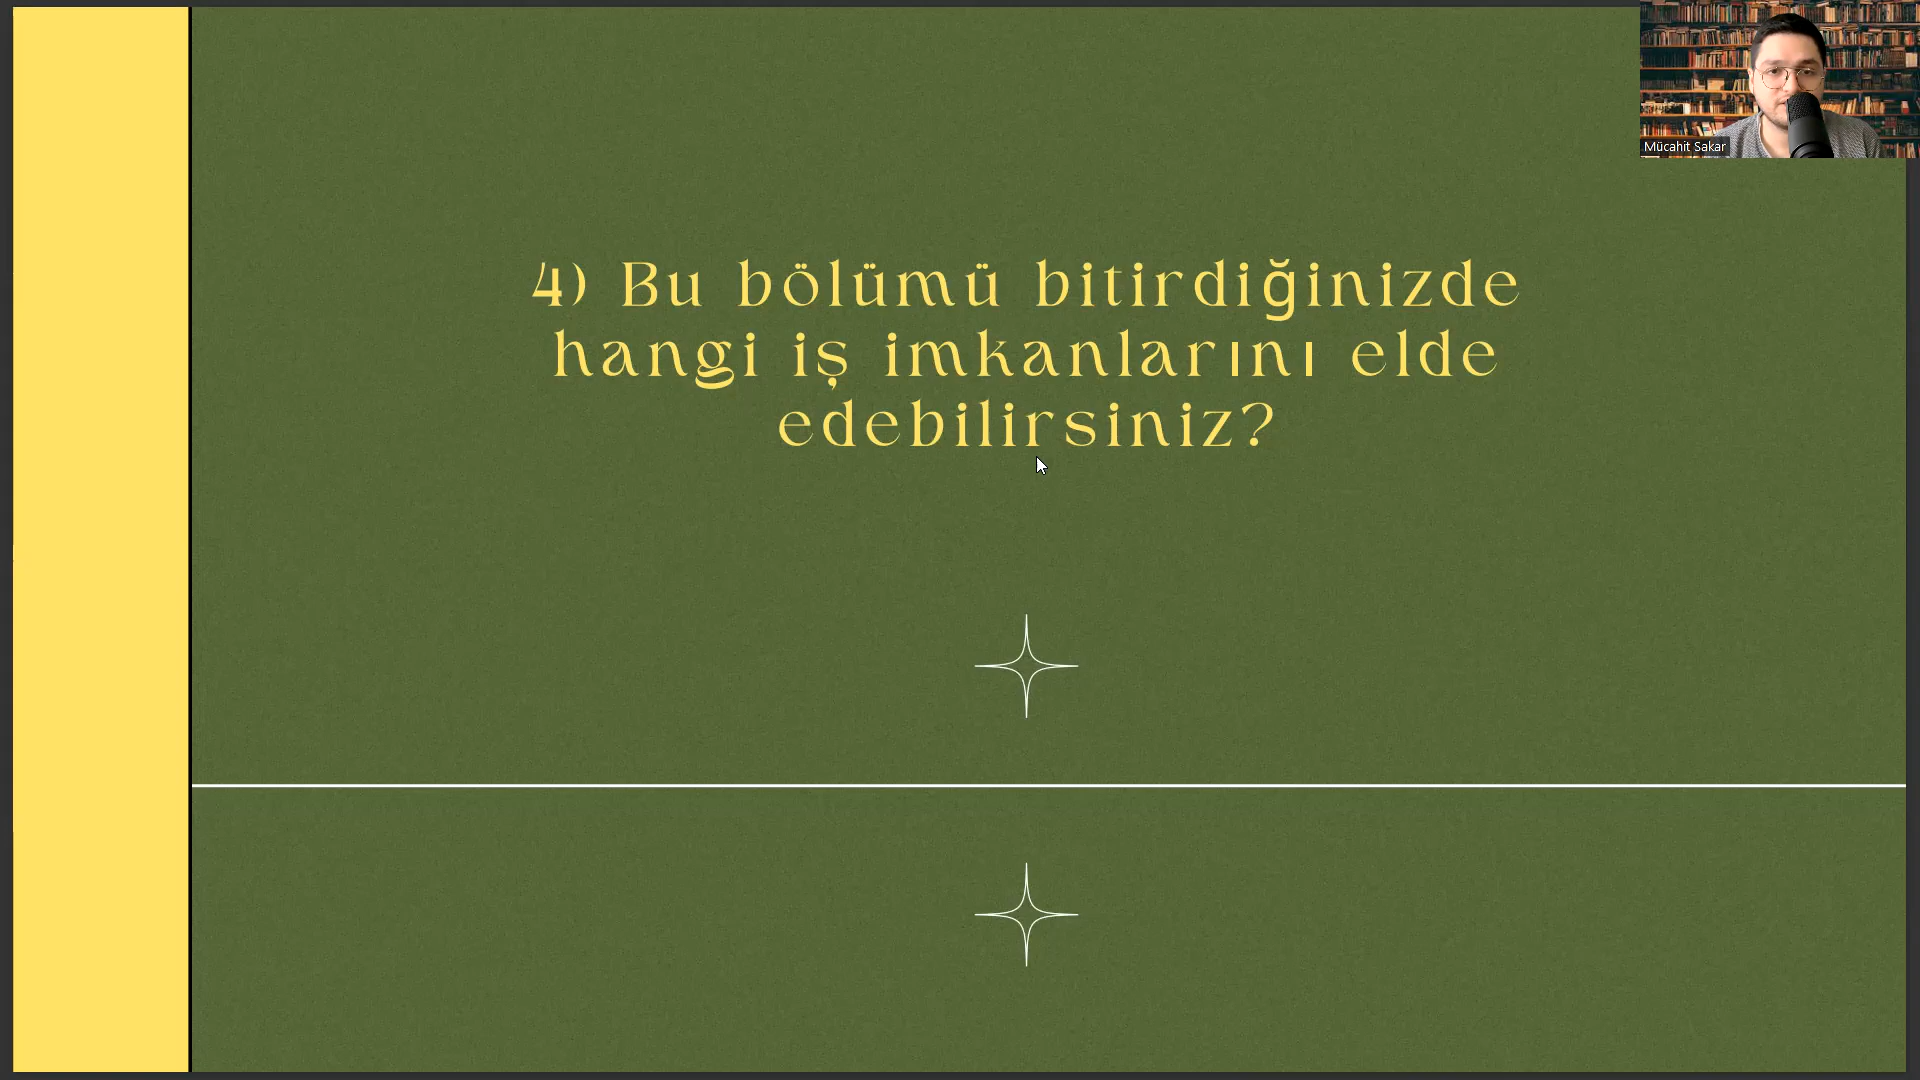 Mücahit Sakar
4) Bu bölümü bitirdiğinizde
hangi iş imkanlarını elde
edebilirsiniz?